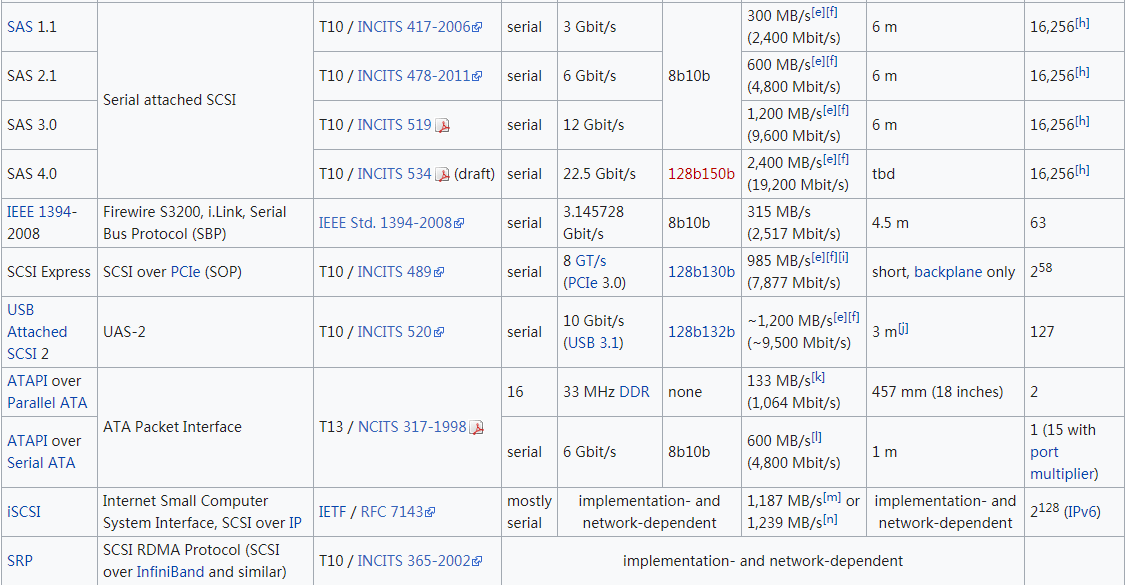 SAS 1.1
Serial attached SCSI
T10 / INCITS 417-2006
serial
3 Gbit/s
8b10b
300 MB/s[e][f]
(2,400 Mbit/s)
6 m
16,256[h]
SAS 2.1
T10 / INCITS 478-2011
serial
6 Gbit/s
600 MB/s[e][f]
(4,800 Mbit/s)
6 m
16,256[h]
SAS 3.0
T10 / INCITS 519
serial
12 Gbit/s
1,200 MB/s[e][f]
(9,600 Mbit/s)
6 m
16,256[h]
SAS 4.0
T10 / INCITS 534 (draft)
serial
22.5 Gbit/s
128b150b
2,400 MB/s[e][f]
(19,200 Mbit/s)
tbd
16,256[h]
IEEE 1394-
2008
Firewire S3200, i.Link, Serial
Bus Protocol (SBP)
IEEE Std. 1394-2008
serial
3.145728
Gbit/s
8b10b
315 MB/s
(2,517 Mbit/s)
4.5 m
63
SCSI Express
SCSI over PCIe (SOP)
T10 / INCITS 489
serial
8 GT/s
(PCIe 3.0)
128b130b
985 MB/s[e][f][i]
(7,877 Mbit/s)
short, backplane only
2^58
USB
Attached
SCSI 2
UAS-2
T10 / INCITS 520
serial
10 Gbit/s
(USB 3.1)
128b132b
~1,200 MB/s[e][f]
(~9,500 Mbit/s)
3 m[j]
127
ATAPI over
Parallel ATA
ATA Packet Interface
T13 / NCITS 317-1998
16
33 MHz DDR
none
133 MB/s[k]
(1,064 Mbit/s)
457 mm (18 inches)
2
ATAPI over
Serial ATA
serial
6 Gbit/s
8b10b
600 MB/s[l]
(4,800 Mbit/s)
1 m
1 (15 with
port
multiplier)
iSCSI
Internet Small Computer
System Interface, SCSI over IP
IETF / RFC 7143
mostly
serial
implementation- and
network-dependent
1,187 MB/s[m] or
1,239 MB/s[n]
implementation- and
network-dependent
2^128 (IPv6)
SRP
SCSI RDMA Protocol (SCSI
over InfiniBand and similar)
T10 / INCITS 365-2002
implementation- and network-dependent